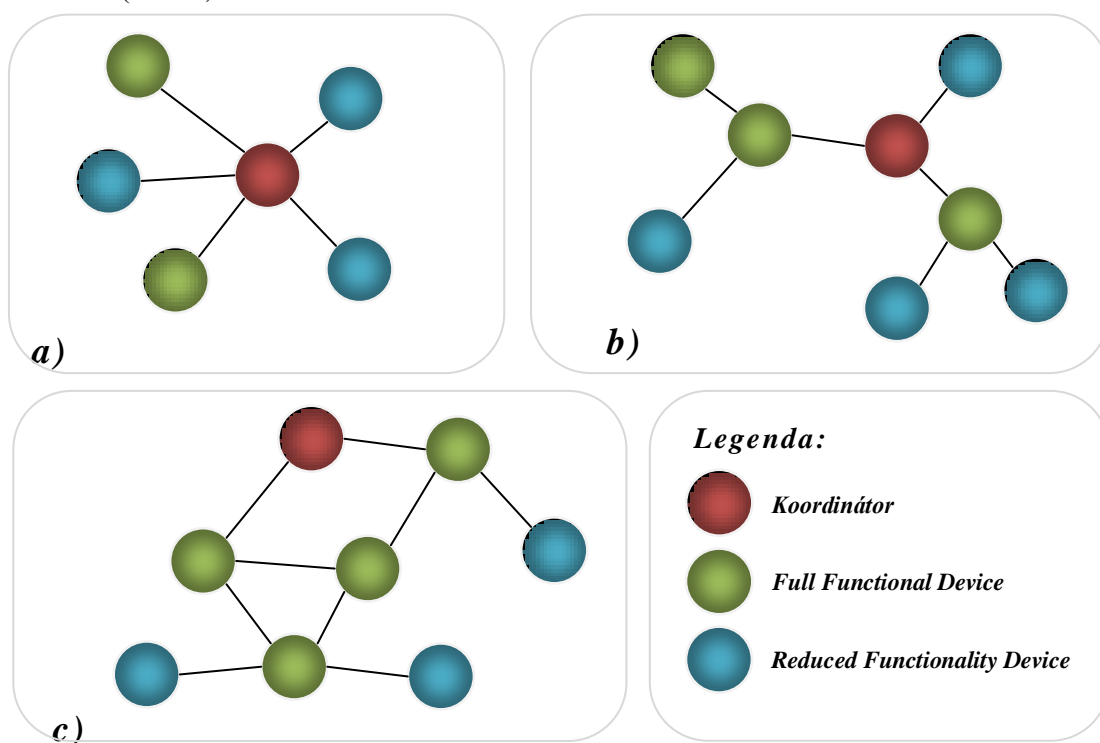 a)
b)
c)
Legenda:
Koordinátor
Full Functional Device
Reduced Functionality Device